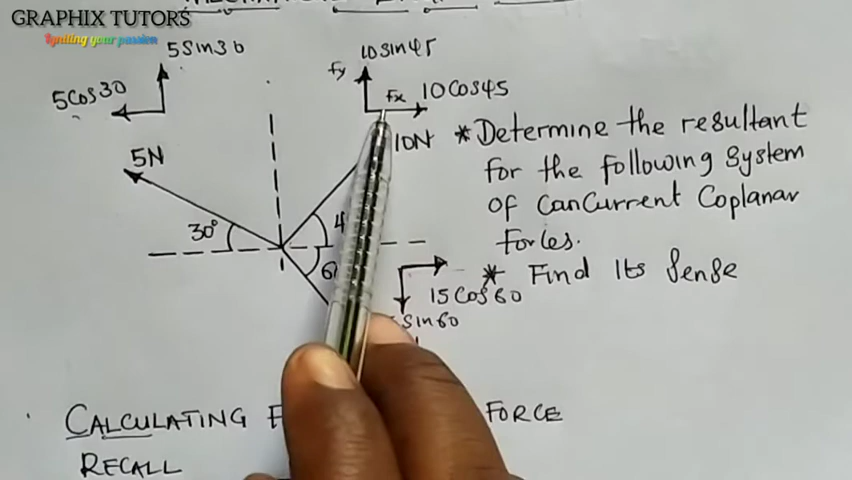 GRAPHIX TUTORS
Igniting your passion
5Sin30
10sin45
fy
5Cos30
fx
10Cos45
5N
10N
* Determine the resultant
for the following System
of Concurrent Coplanar
forces.
30°
* Find Its Sense
15Cos60
sin60
CALCULATING
FORCE
RECALL